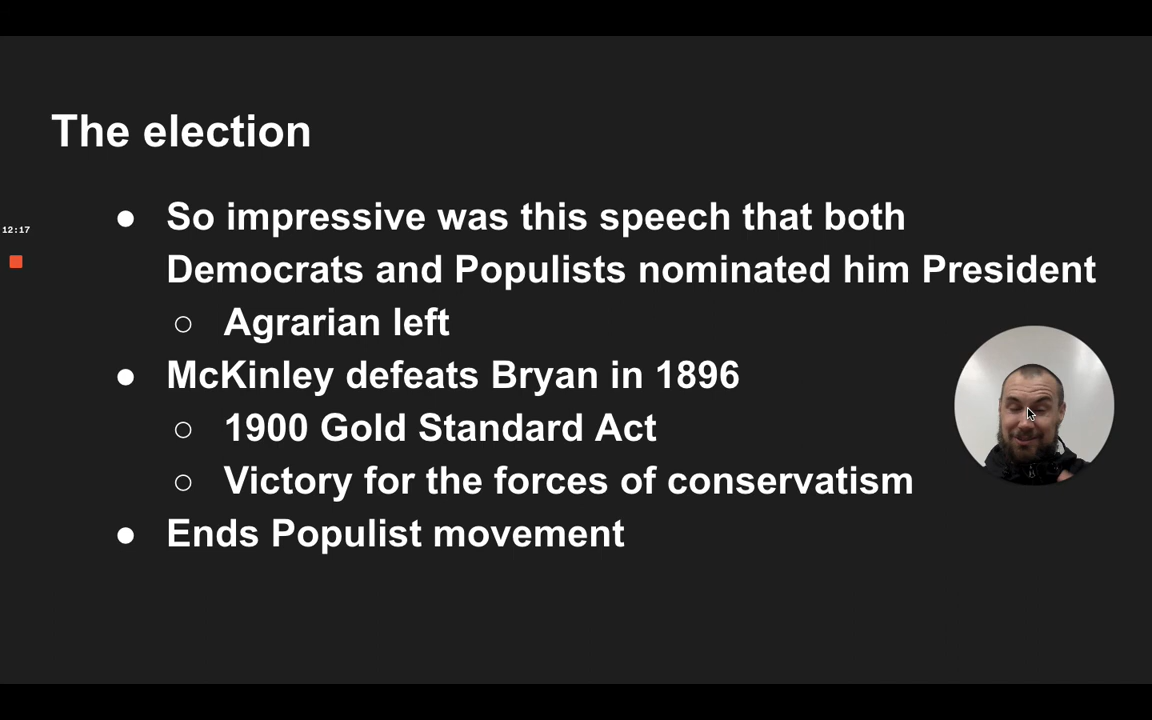 The election
● So impressive was this speech that both
Democrats and Populists nominated him President
○ Agrarian left
● McKinley defeats Bryan in 1896
○ 1900 Gold Standard Act
○ Victory for the forces of conservatism
● Ends Populist movement
12:17